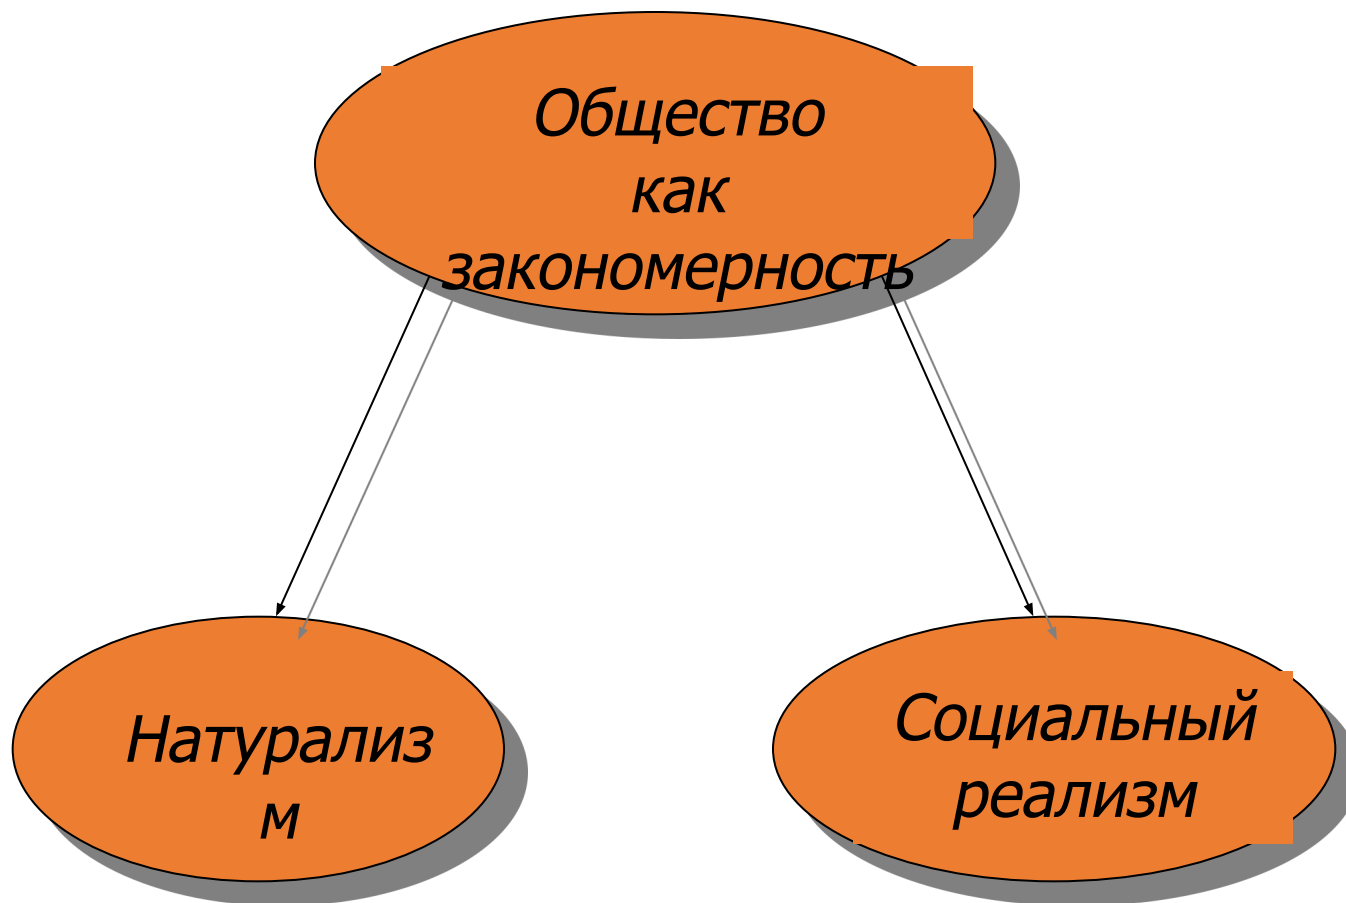 Общество
как
закономерность
Натурализ
м
Социальный
реализм